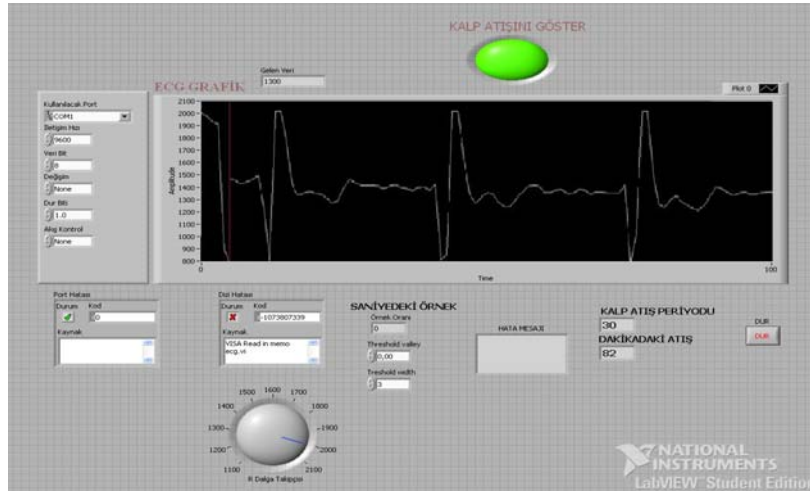 KALP ATIŞINI GÖSTER
Gelen Veri
1300
ECG GRAFİK
Plot 0
Kullanılacak Port
COM1
İletişim Hızı
9600
Veri Bit
8
Değişim
None
Dur Biti
1.0
Akış Kontrol
None
Amplitude
2100
2000
1900
1800
1700
1600
1500
1400
1300
1200
1100
1000
900
800
0
100
Time
Port Hatası
Durum
Kod
0
Kaynak
Dizi Hatası
Durum
Kod
-1073807339
Kaynak
VISA Read in memo
ecg.vi
SANİYEDEKİ ÖRNEK
Örnek Oranı
0
Threshold valley
0,00
Treshold width
3
HATA MESAJI
KALP ATIŞ PERİYODU
30
DAKİKADAKİ ATIŞ
82
DUR
DUR
1100
1200
1300
1400
1500
1600
1700
1800
1900
2000
2100
R Dalga Takipçisi
NATIONAL
INSTRUMENTS
LabVIEW Student Edition